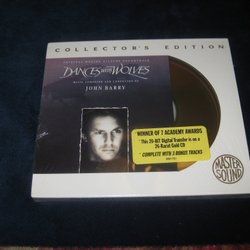 COLLECTOR'S EDITION
ORIGINAL MOTION PICTURE SOUNDTRACK
DANCES WITH WOLVES
MUSIC COMPOSED AND CONDUCTED BY
JOHN BARRY
WINNER OF 7 ACADEMY AWARDS
This 20-BIT Digital Transfer is on a
24-Karat Gold CD
COMPLETE WITH 3 BONUS TRACKS
MASTER
SOUND